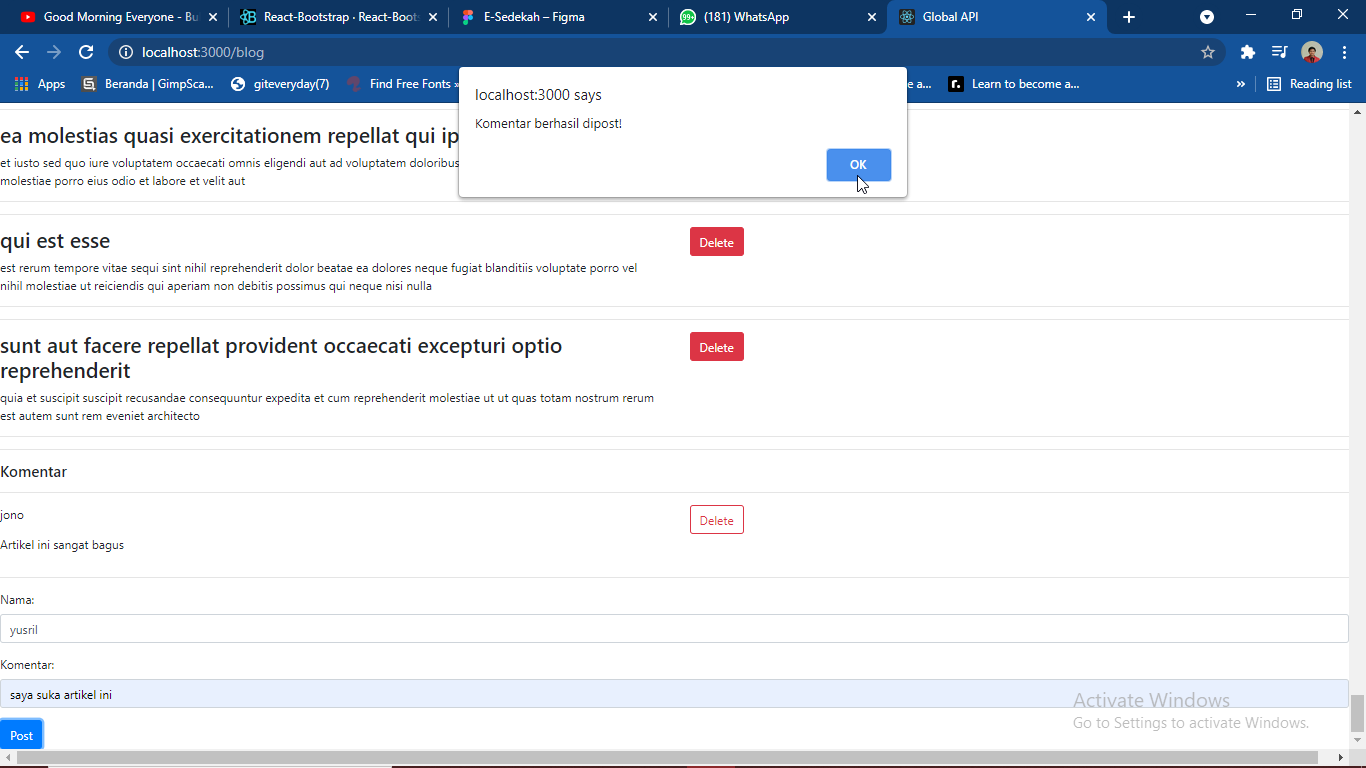 Good Morning Everyone - Bu
React-Bootstrap · React-Boots
E-Sedekah – Figma
99+
(181) WhatsApp
Global API
localhost:3000/blog
Apps
Beranda | GimpSca...
giteveryday(7)
Find Free Fonts »
e a...
r.
Learn to become a...
»
Reading list
localhost:3000 says
Komentar berhasil dipost!
OK
ea molestias quasi exercitationem repellat qui ip
et iusto sed quo iure voluptatem occaecati omnis eligendi aut ad voluptatem doloribus
molestiae porro eius odio et labore et velit aut
qui est esse
Delete
est rerum tempore vitae sequi sint nihil reprehenderit dolor beatae ea dolores neque fugiat blanditiis voluptate porro vel
nihil molestiae ut reiciendis qui aperiam non debitis possimus qui neque nisi nulla
sunt aut facere repellat provident occaecati excepturi optio
reprehenderit
Delete
quia et suscipit suscipit recusandae consequuntur expedita et cum reprehenderit molestiae ut ut quas totam nostrum rerum
est autem sunt rem eveniet architecto
Komentar
jono
Delete
Artikel ini sangat bagus
Nama:
yusril
Komentar:
saya suka artikel ini
Post
Activate Windows
Go to Settings to activate Windows.